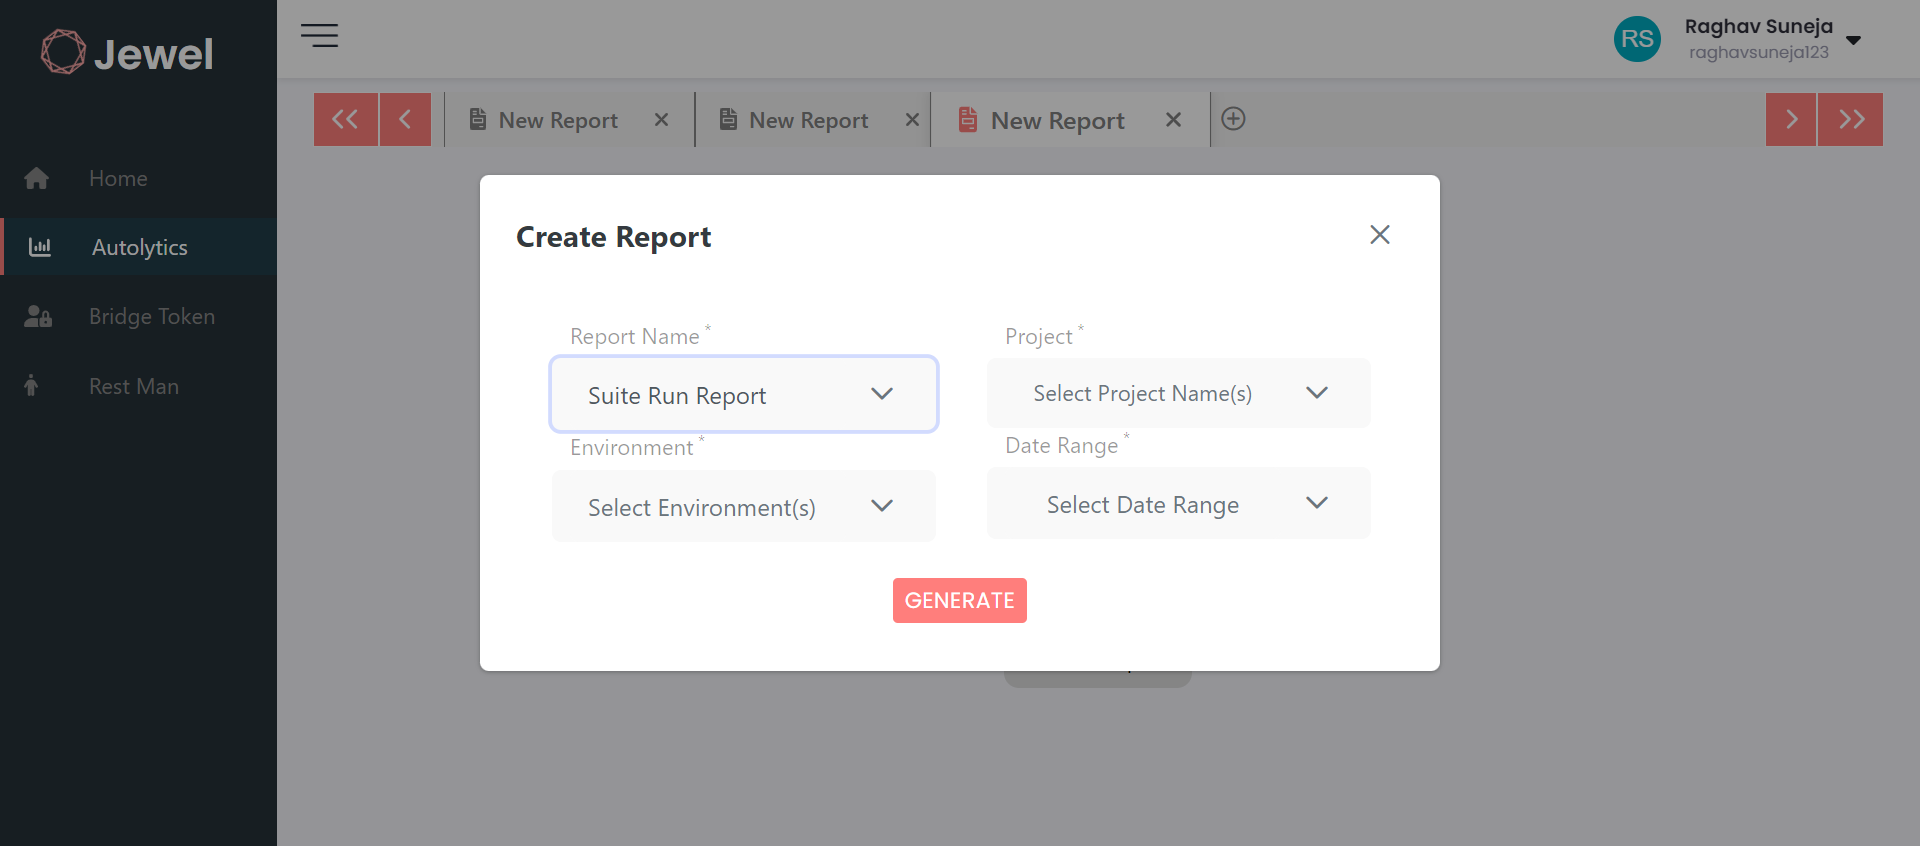 Jewel
RS
Raghav Suneja
raghavsuneja123
New Report
New Report
New Report
Home
Autolytics
Bridge Token
Rest Man
Create Report
Report Name *
Project *
Suite Run Report
Select Project Name(s)
Environment *
Date Range *
Select Environment(s)
Select Date Range
GENERATE